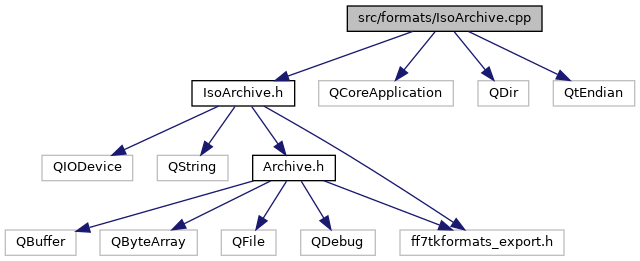 src/formats/IsoArchive.cpp
IsoArchive.h
QCoreApplication
QDir
QtEndian
QIODevice
QString
Archive.h
QBuffer
QByteArray
QFile
QDebug
ff7tkformats_export.h